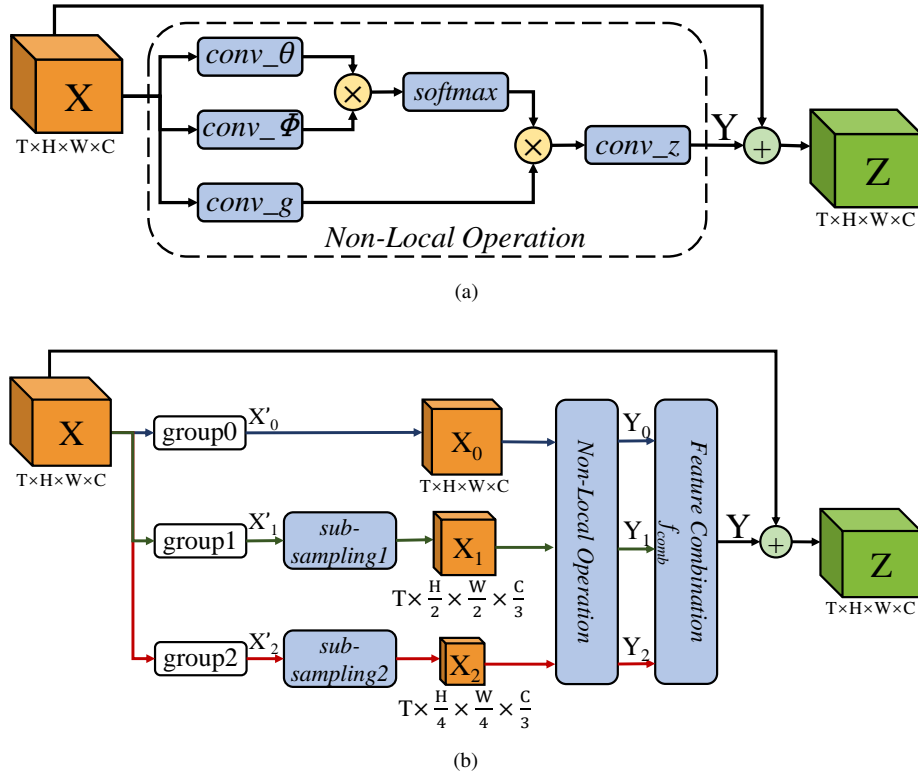 X
T×H×W×C
conv_θ
conv_Φ
conv_g
×
softmax
×
conv_z
Y
+
Z
T×H×W×C
Non-Local Operation
(a)
X
T×H×W×C
group0
X'₀
X₀
T×H×W×C
group1
X'₁
sub-
sampling1
X₁
T× H/2 × W/2 × C/3
group2
X'₂
sub-
sampling2
X₂
T× H/4 × W/4 × C/3
Non-Local Operation
Y₀
Y₁
Y₂
Feature Combination
f_comb
Y
+
Z
T×H×W×C
(b)